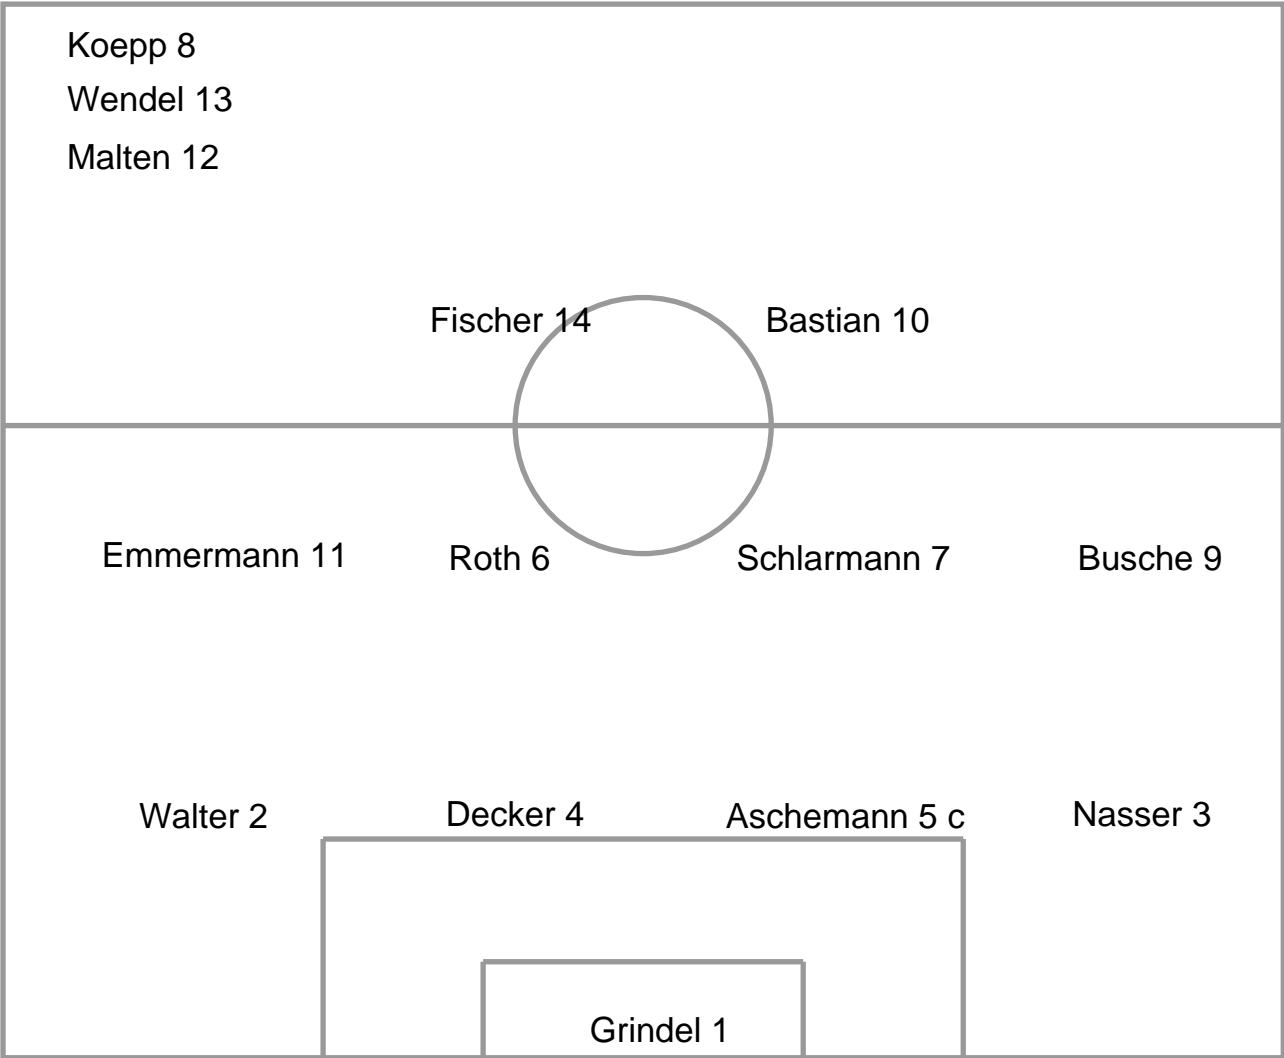 Koepp 8
Wendel 13
Malten 12
Fischer 14
Bastian 10
Emmermann 11
Roth 6
Schlarmann 7
Busche 9
Walter 2
Decker 4
Aschemann 5 c
Nasser 3
Grindel 1